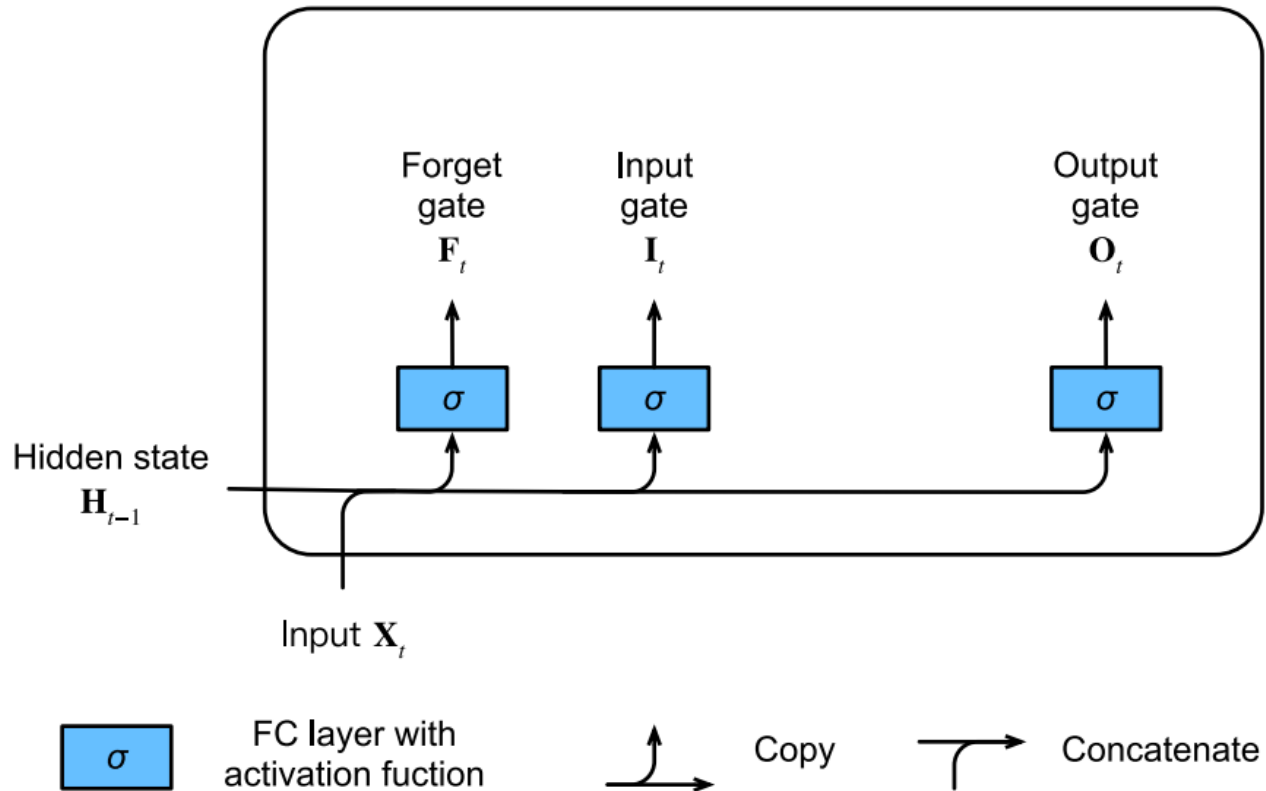 Forget
gate
F_t
Input
gate
I_t
Output
gate
O_t
σ
σ
σ
Hidden state
H_{t−1}
Input X_t
σ
FC layer with
activation fuction
Copy
Concatenate